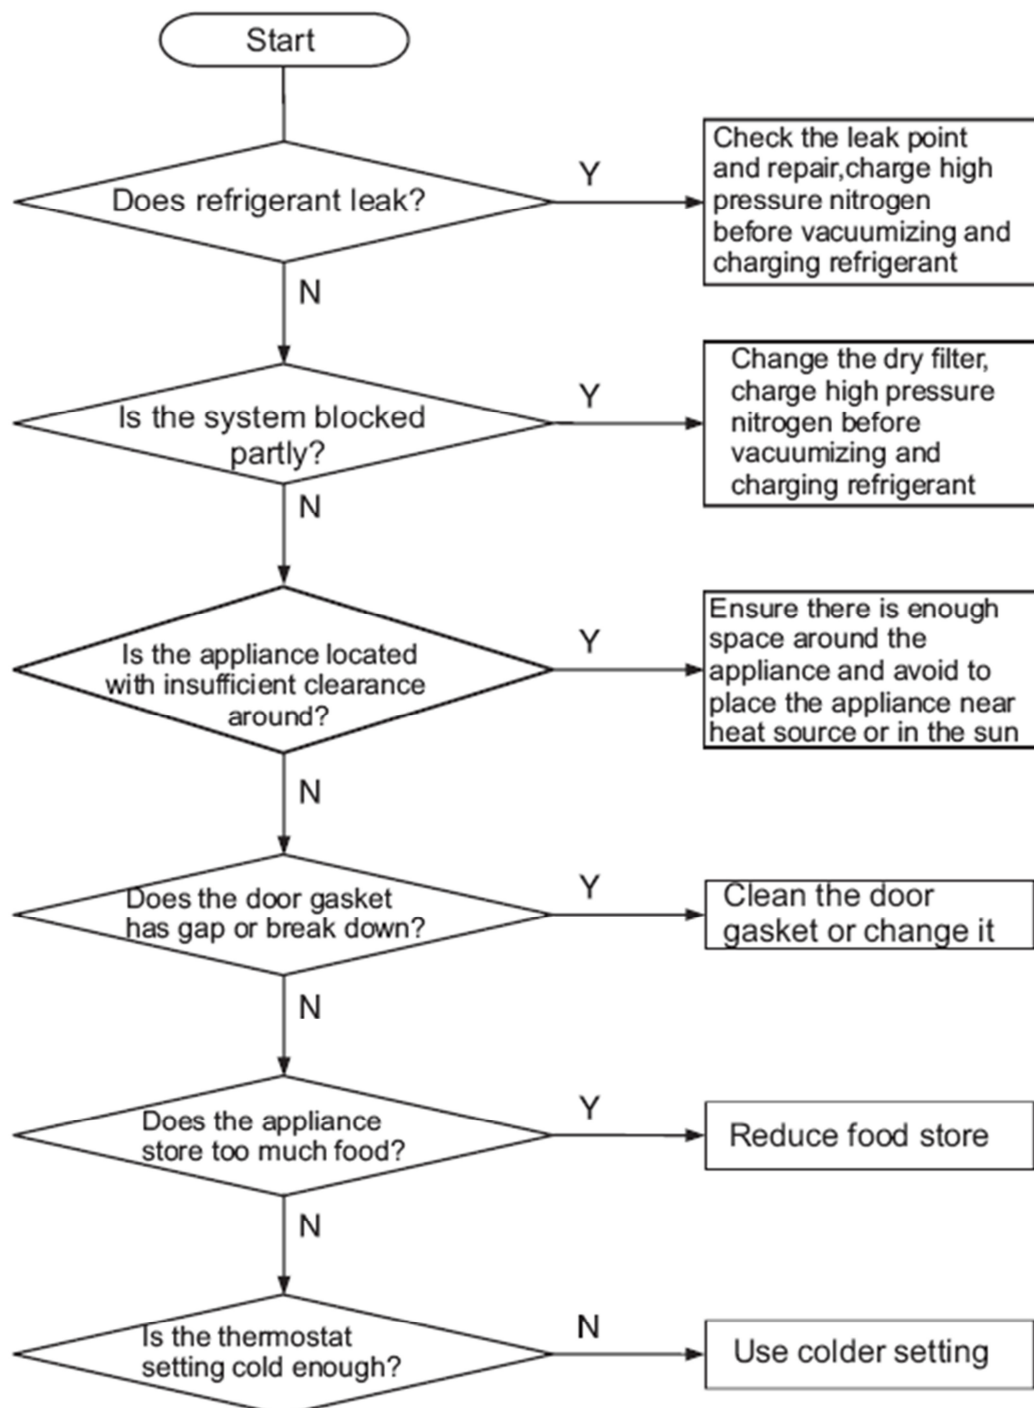 Start
Does refrigerant leak?
Y
Check the leak point
and repair,charge high
pressure nitrogen
before vacuumizing and
charging refrigerant
N
Is the system blocked
partly?
Y
Change the dry filter,
charge high pressure
nitrogen before
vacuumizing and
charging refrigerant
N
Is the appliance located
with insufficient clearance
around?
Y
Ensure there is enough
space around the
appliance and avoid to
place the appliance near
heat source or in the sun
N
Does the door gasket
has gap or break down?
Y
Clean the door
gasket or change it
N
Does the appliance
store too much food?
Y
Reduce food store
N
Is the thermostat
setting cold enough?
N
Use colder setting